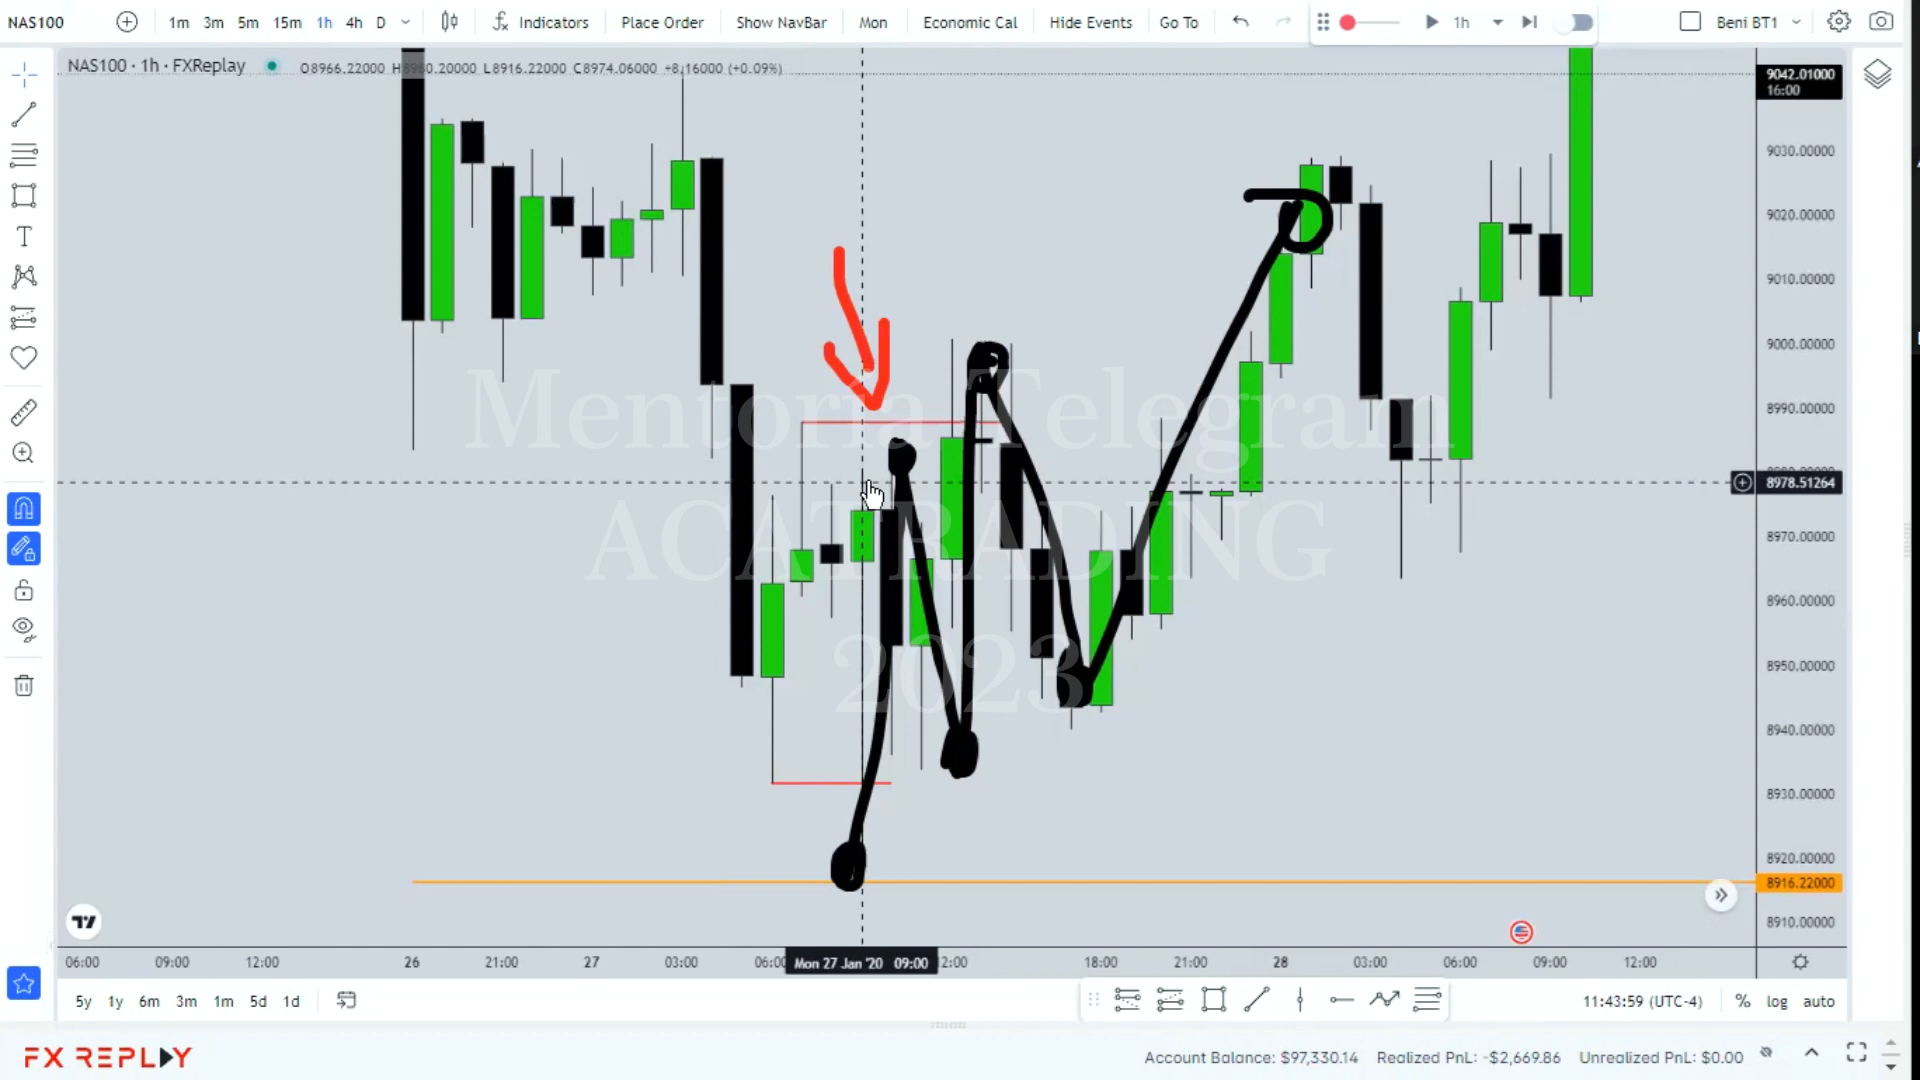 NAS100 1m 3m 5m 15m 1h 4h D Indicators Place Order Show NavBar Mon Economic Cal Hide Events Go To 1h Beni BT1
NAS100 · 1h · FXReplay O8966.22000 H8980.20000 L8916.22000 C8974.06000 +8.16000 (+0.09%)
9042.01000
16:00
9030.00000
9020.00000
9010.00000
9000.00000
8990.00000
8978.51264
8970.00000
8960.00000
8950.00000
8940.00000
8930.00000
8920.00000
8916.22000
8910.00000
Mentoría Telegram
ACATRADING
2023
06:00 09:00 12:00 26 21:00 27 03:00 Mon 27 Jan '20 09:00 18:00 21:00 28 03:00 06:00 09:00 12:00
5y 1y 6m 3m 1m 5d 1d 11:43:59 (UTC-4) % log auto
FX REPLAY Account Balance: $97,330.14 Realized PnL: -$2,669.86 Unrealized PnL: $0.00